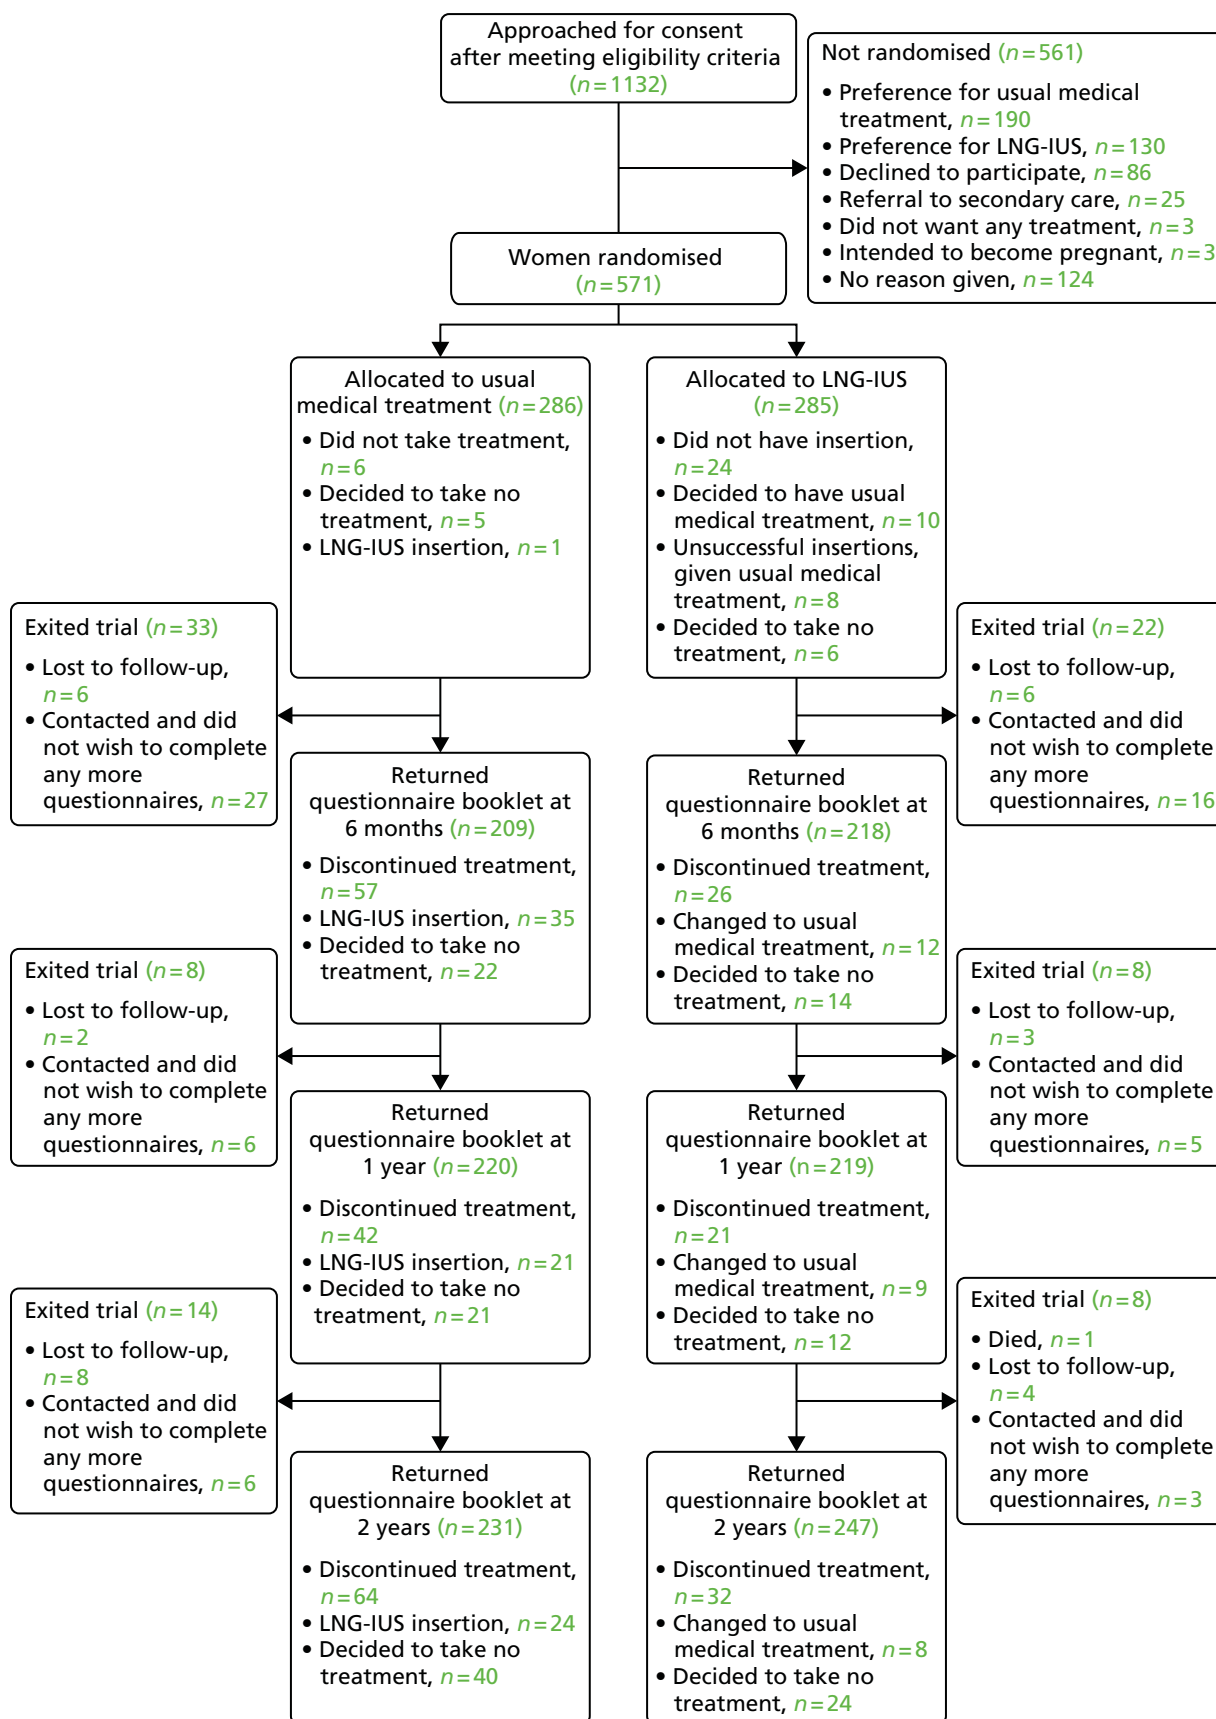 Approached for consent
after meeting eligibility criteria
(n=1132)
Not randomised (n=561)
• Preference for usual medical
treatment, n=190
• Preference for LNG-IUS, n=130
• Declined to participate, n=86
• Referral to secondary care, n=25
• Did not want any treatment, n=3
• Intended to become pregnant, n=3
• No reason given, n=124
Women randomised
(n=571)
Allocated to usual
medical treatment (n=286)
• Did not take treatment,
n=6
• Decided to take no
treatment, n=5
• LNG-IUS insertion, n=1
Allocated to LNG-IUS
(n=285)
• Did not have insertion,
n=24
• Decided to have usual
medical treatment, n=10
• Unsuccessful insertions,
given usual medical
treatment, n=8
• Decided to take no
treatment, n=6
Exited trial (n=33)
• Lost to follow-up,
n=6
• Contacted and did
not wish to complete
any more
questionnaires, n=27
Exited trial (n=22)
• Lost to follow-up,
n=6
• Contacted and did
not wish to complete
any more
questionnaires, n=16
Returned
questionnaire booklet at
6 months (n=209)
• Discontinued treatment,
n=57
• LNG-IUS insertion, n=35
• Decided to take no
treatment, n=22
Returned
questionnaire booklet at
6 months (n=218)
• Discontinued treatment,
n=26
• Changed to usual
medical treatment, n=12
• Decided to take no
treatment, n=14
Exited trial (n=8)
• Lost to follow-up,
n=2
• Contacted and did
not wish to complete
any more
questionnaires, n=6
Exited trial (n=8)
• Lost to follow-up,
n=3
• Contacted and did
not wish to complete
any more
questionnaires, n=5
Returned
questionnaire booklet at
1 year (n=220)
• Discontinued treatment,
n=42
• LNG-IUS insertion, n=21
• Decided to take no
treatment, n=21
Returned
questionnaire booklet at
1 year (n=219)
• Discontinued treatment,
n=21
• Changed to usual
medical treatment, n=9
• Decided to take no
treatment, n=12
Exited trial (n=14)
• Lost to follow-up,
n=8
• Contacted and did
not wish to complete
any more
questionnaires, n=6
Exited trial (n=8)
• Died, n=1
• Lost to follow-up,
n=4
• Contacted and did
not wish to complete
any more
questionnaires, n=3
Returned
questionnaire booklet at
2 years (n=231)
• Discontinued treatment,
n=64
• LNG-IUS insertion, n=24
• Decided to take no
treatment, n=40
Returned
questionnaire booklet at
2 years (n=247)
• Discontinued treatment,
n=32
• Changed to usual
medical treatment, n=8
• Decided to take no
treatment, n=24